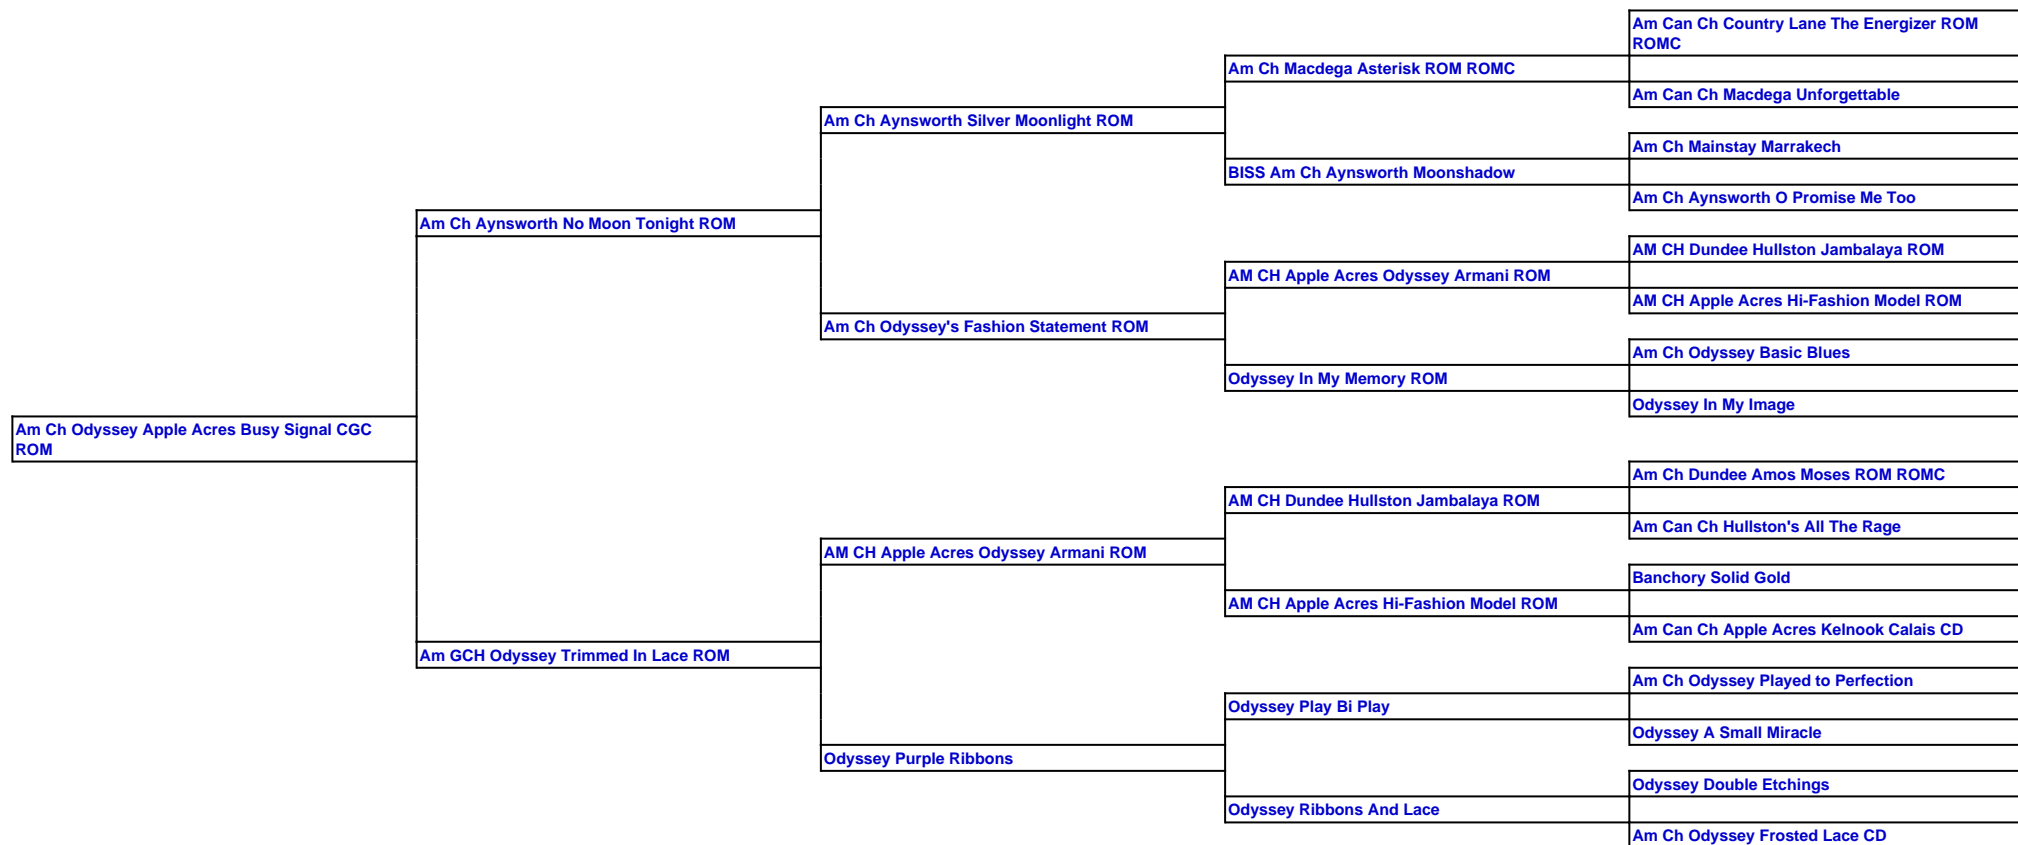 Am Can Ch Country Lane The Energizer ROM
ROMC
Am Ch Macdega Asterisk ROM ROMC
Am Can Ch Macdega Unforgettable
Am Ch Aynsworth Silver Moonlight ROM
Am Ch Mainstay Marrakech
BISS Am Ch Aynsworth Moonshadow
Am Ch Aynsworth O Promise Me Too
Am Ch Aynsworth No Moon Tonight ROM
AM CH Dundee Hullston Jambalaya ROM
AM CH Apple Acres Odyssey Armani ROM
AM CH Apple Acres Hi-Fashion Model ROM
Am Ch Odyssey's Fashion Statement ROM
Am Ch Odyssey Basic Blues
Odyssey In My Memory ROM
Odyssey In My Image
Am Ch Odyssey Apple Acres Busy Signal CGC
ROM
Am Ch Dundee Amos Moses ROM ROMC
AM CH Dundee Hullston Jambalaya ROM
Am Can Ch Hullston's All The Rage
AM CH Apple Acres Odyssey Armani ROM
Banchory Solid Gold
AM CH Apple Acres Hi-Fashion Model ROM
Am Can Ch Apple Acres Kelnook Calais CD
Am GCH Odyssey Trimmed In Lace ROM
Am Ch Odyssey Played to Perfection
Odyssey Play Bi Play
Odyssey A Small Miracle
Odyssey Purple Ribbons
Odyssey Double Etchings
Odyssey Ribbons And Lace
Am Ch Odyssey Frosted Lace CD